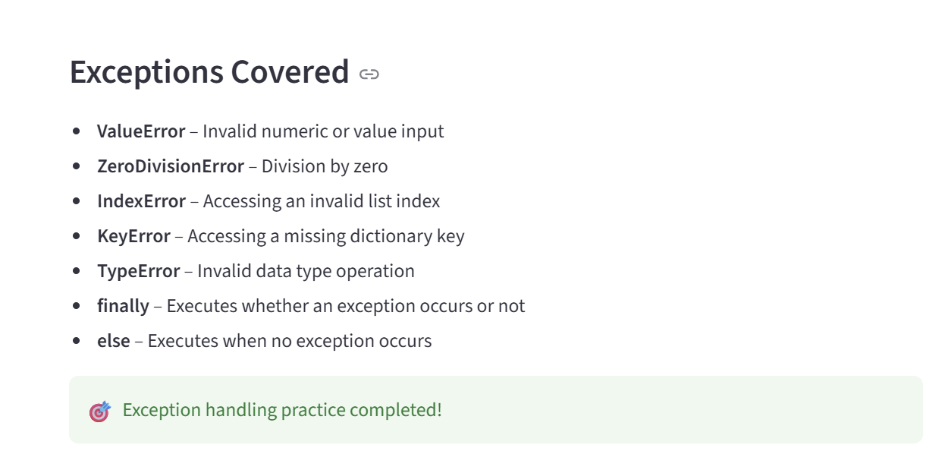 Exceptions Covered
• ValueError – Invalid numeric or value input
• ZeroDivisionError – Division by zero
• IndexError – Accessing an invalid list index
• KeyError – Accessing a missing dictionary key
• TypeError – Invalid data type operation
• finally – Executes whether an exception occurs or not
• else – Executes when no exception occurs
Exception handling practice completed!